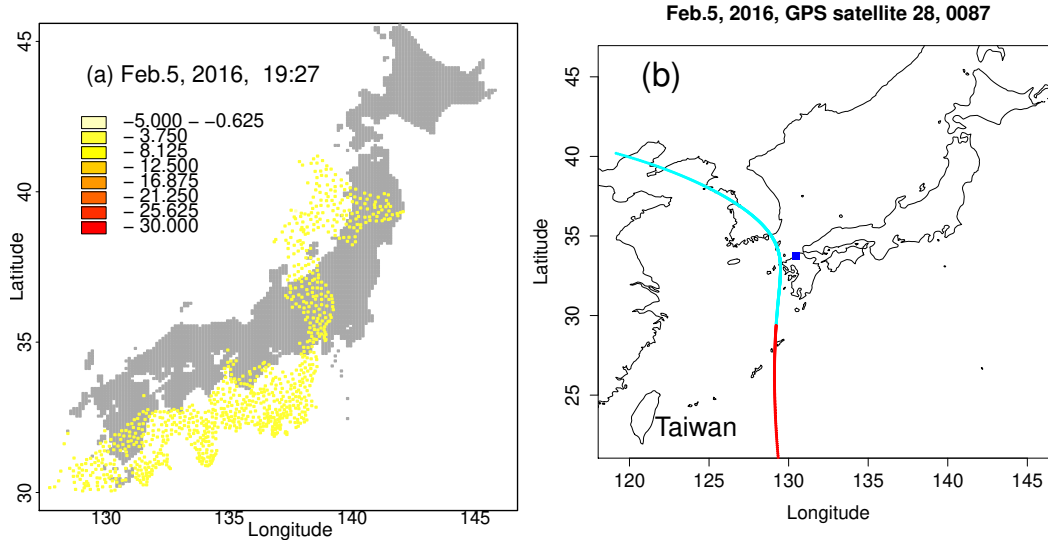 (a) Feb.5, 2016, 19:27
−5.000 − −0.625
− 3.750
− 8.125
− 12.500
− 16.875
− 21.250
− 25.625
− 30.000
Latitude
45
40
35
30
130
135
140
145
Longitude
Feb.5, 2016, GPS satellite 28, 0087
(b)
Taiwan
Latitude
45
40
35
30
25
120
125
130
135
140
145
Longitude